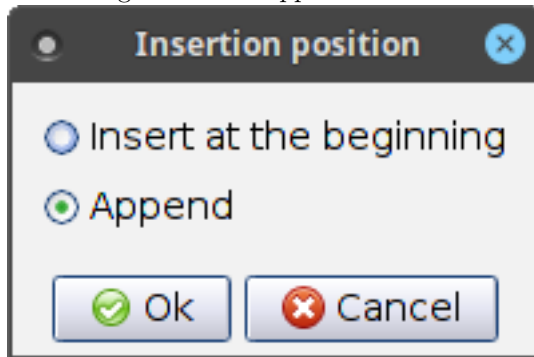 Insertion position
Insert at the beginning
Append
Ok Cancel